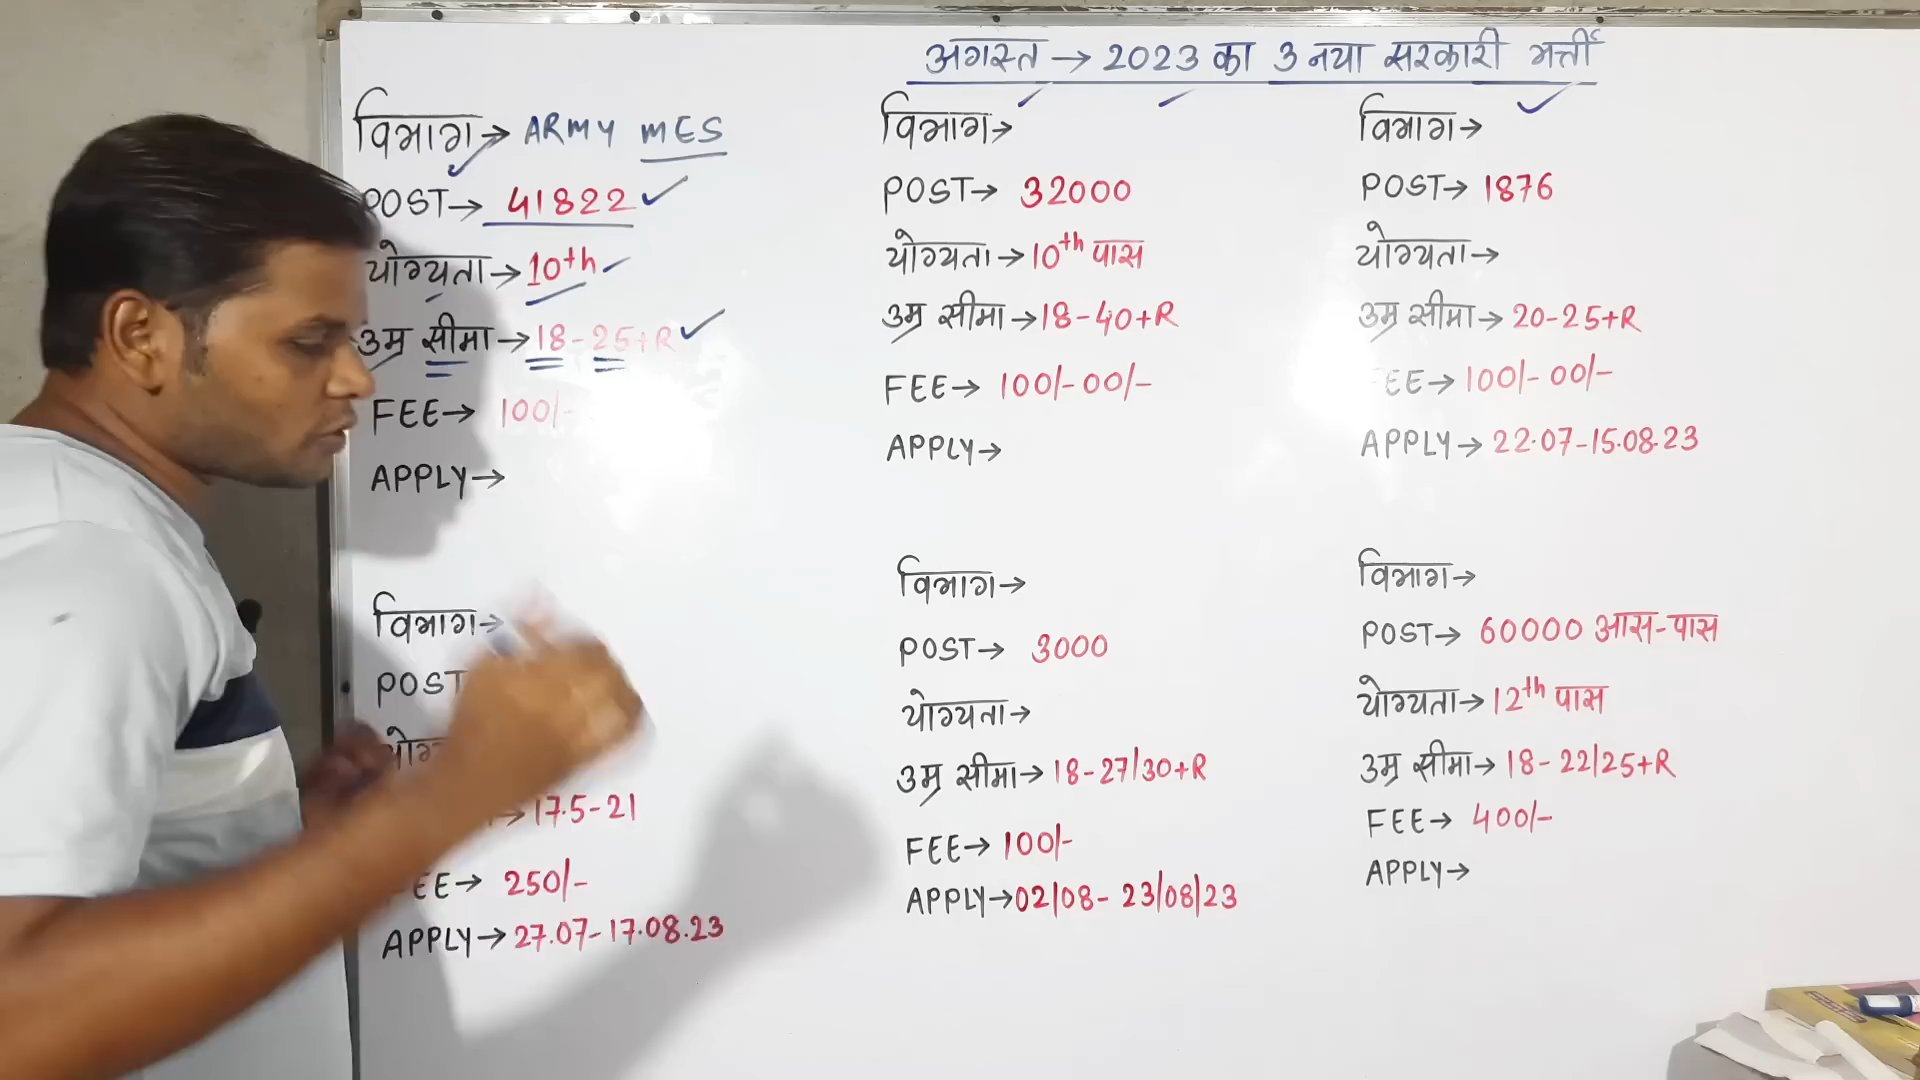 अगस्त → 2023 का 3 नया सरकारी भर्ती
विभाग → ARMY MES
POST → 41822
योग्यता → 10th
उम्र सीमा → 18-25+R
FEE → 100/-
APPLY →
विभाग →
POST → 32000
योग्यता → 10th पास
उम्र सीमा → 18-40+R
FEE → 100/- 00/-
APPLY →
विभाग →
POST → 1876
योग्यता →
उम्र सीमा → 20-25+R
FEE → 100/- 00/-
APPLY → 22.07-15.08.23
विभाग →
POST
→ 17.5-21
FEE → 250/-
APPLY → 27.07-17.08.23
विभाग →
POST → 3000
योग्यता →
उम्र सीमा → 18-27/30+R
FEE → 100/-
APPLY → 02/08- 23/08/23
विभाग →
POST → 60000 आस-पास
योग्यता → 12th पास
उम्र सीमा → 18-22/25+R
FEE → 400/-
APPLY →